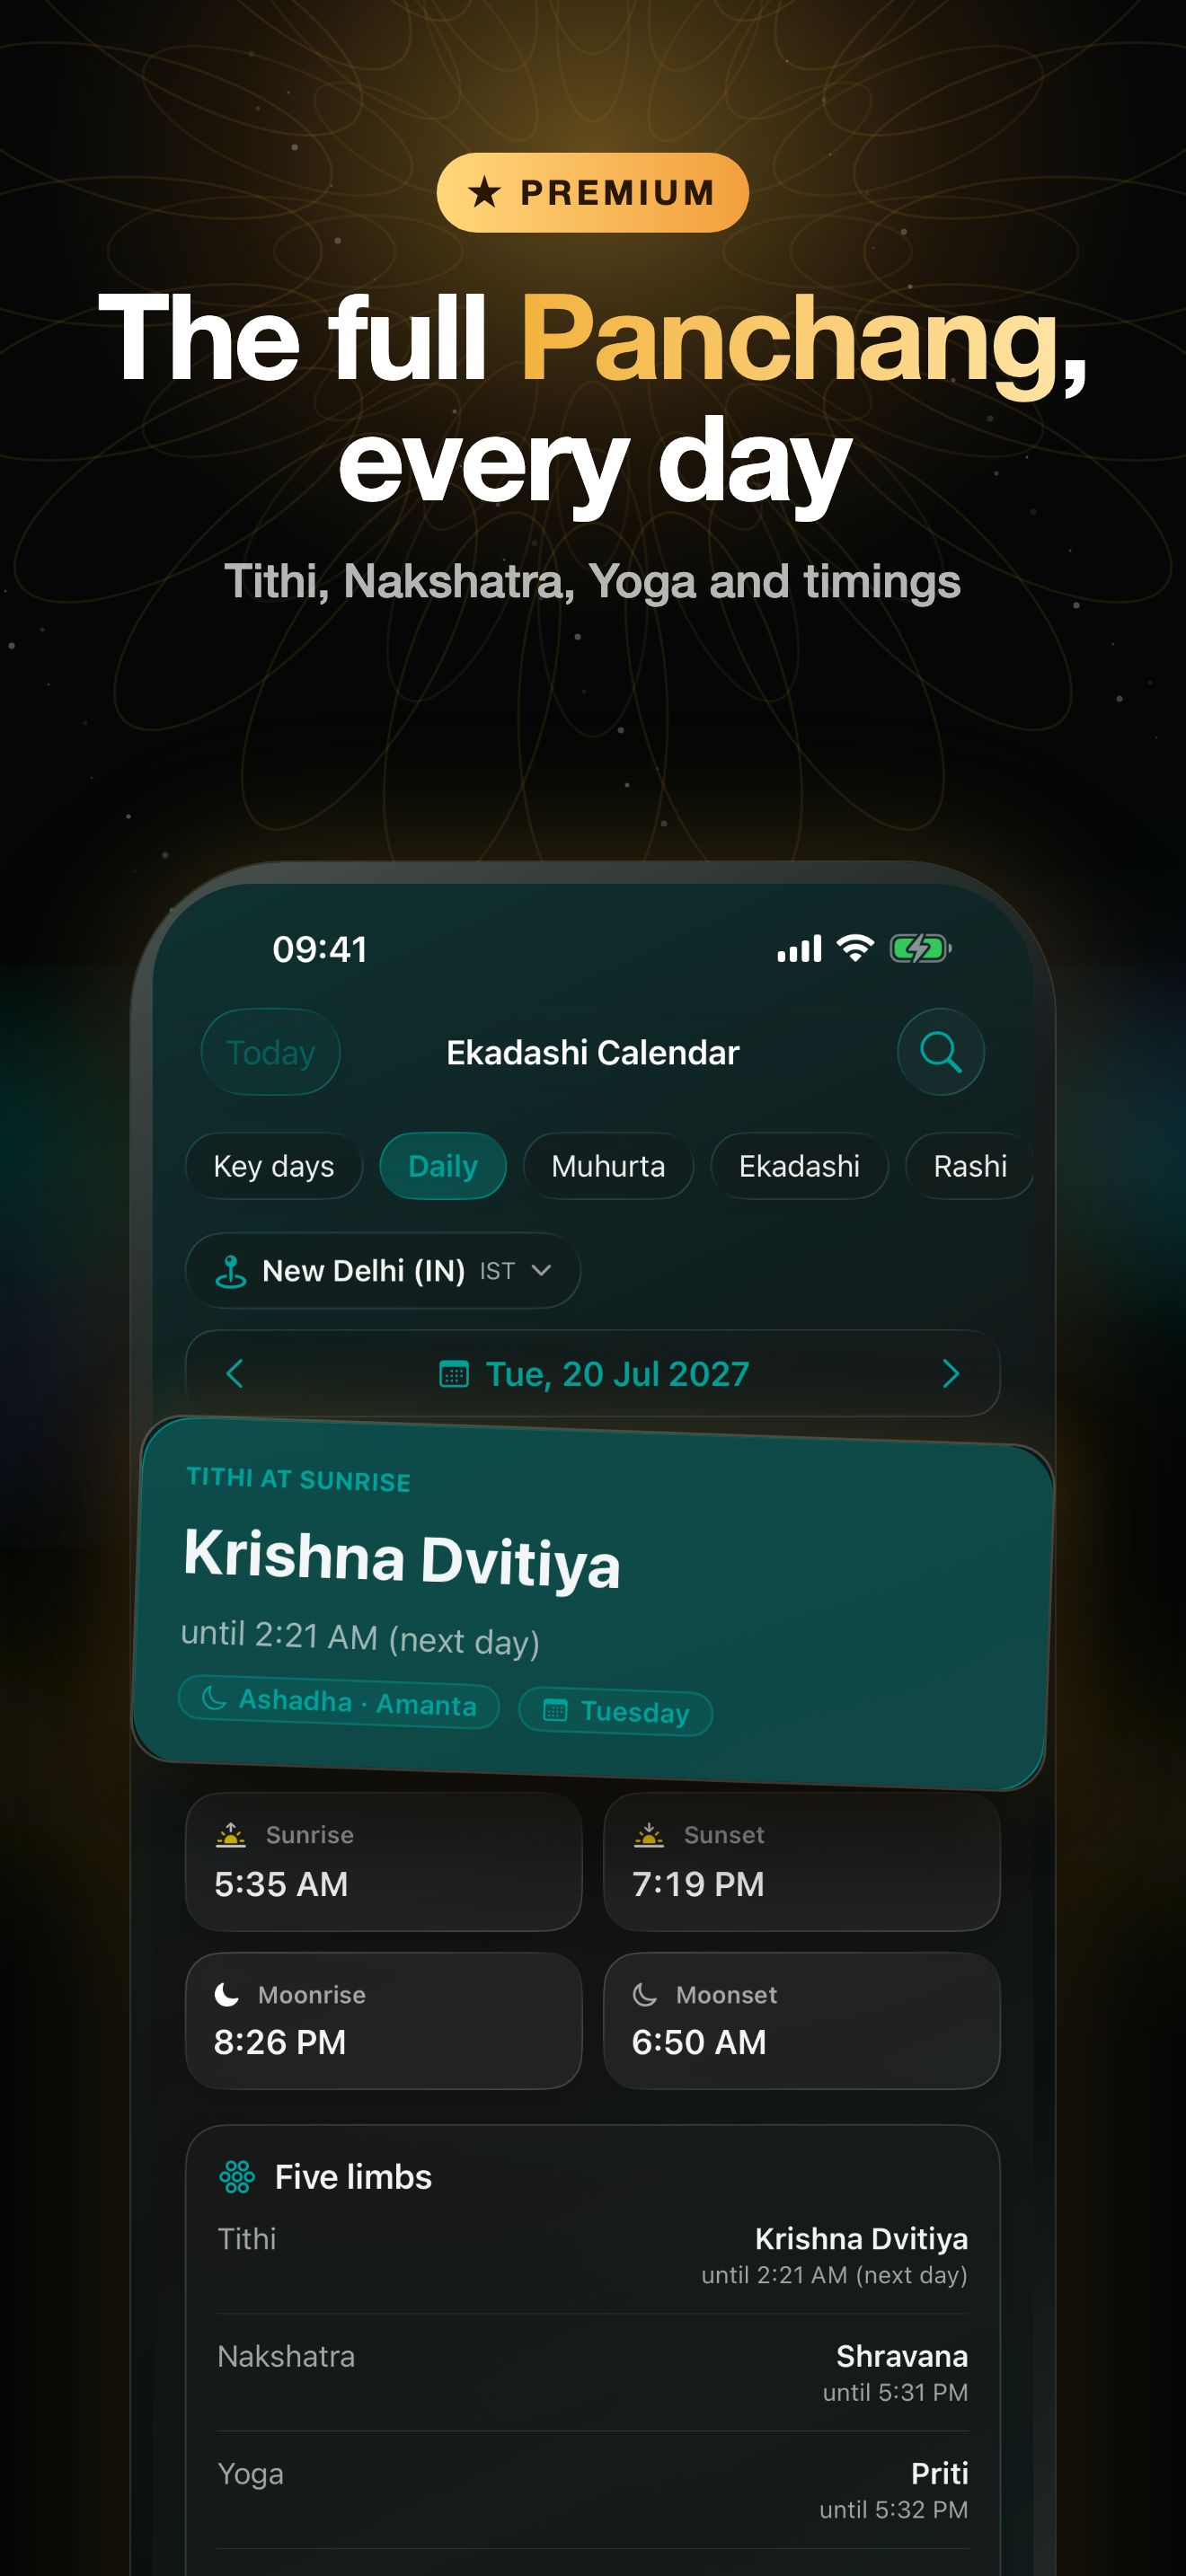 ★ PREMIUM
The full Panchang,
every day
Tithi, Nakshatra, Yoga and timings
09:41
Today
Ekadashi Calendar
Key days
Daily
Muhurta
Ekadashi
Rashi
New Delhi (IN) IST
Tue, 20 Jul 2027
TITHI AT SUNRISE
Krishna Dvitiya
until 2:21 AM (next day)
Ashadha · Amanta
Tuesday
Sunrise
5:35 AM
Sunset
7:19 PM
Moonrise
8:26 PM
Moonset
6:50 AM
Five limbs
Tithi
Krishna Dvitiya
until 2:21 AM (next day)
Nakshatra
Shravana
until 5:31 PM
Yoga
Priti
until 5:32 PM